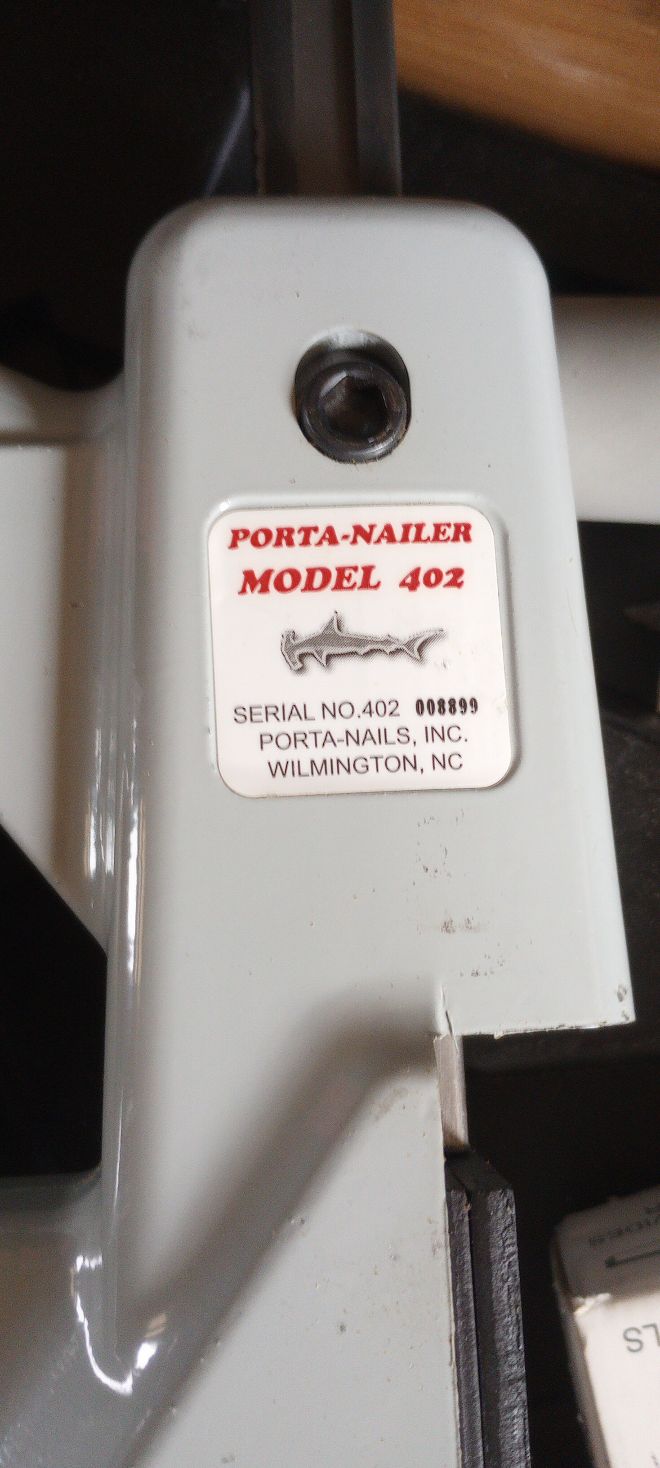 PORTA-NAILER
MODEL 402
SERIAL NO.402 008899
PORTA-NAILS, INC.
WILMINGTON, NC